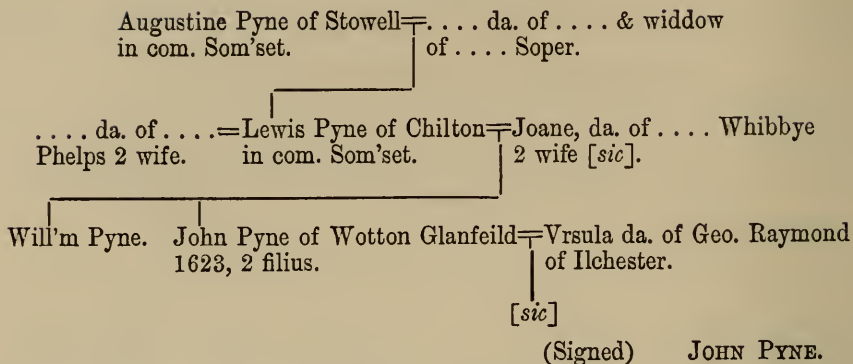 Augustine Pyne of Stowell=. . . . da. of . . . . & widdow
in com. Som'set. of . . . . Soper.
. . . . da. of . . . .=Lewis Pyne of Chilton=Joane, da. of . . . . Whibbye
Phelps 2 wife. in com. Som'set. 2 wife [sic].
Will'm Pyne. John Pyne of Wotton Glanfeild=Vrsula da. of Geo. Raymond
1623, 2 filius. of Ilchester.
[sic]
(Signed) JOHN PYNE.